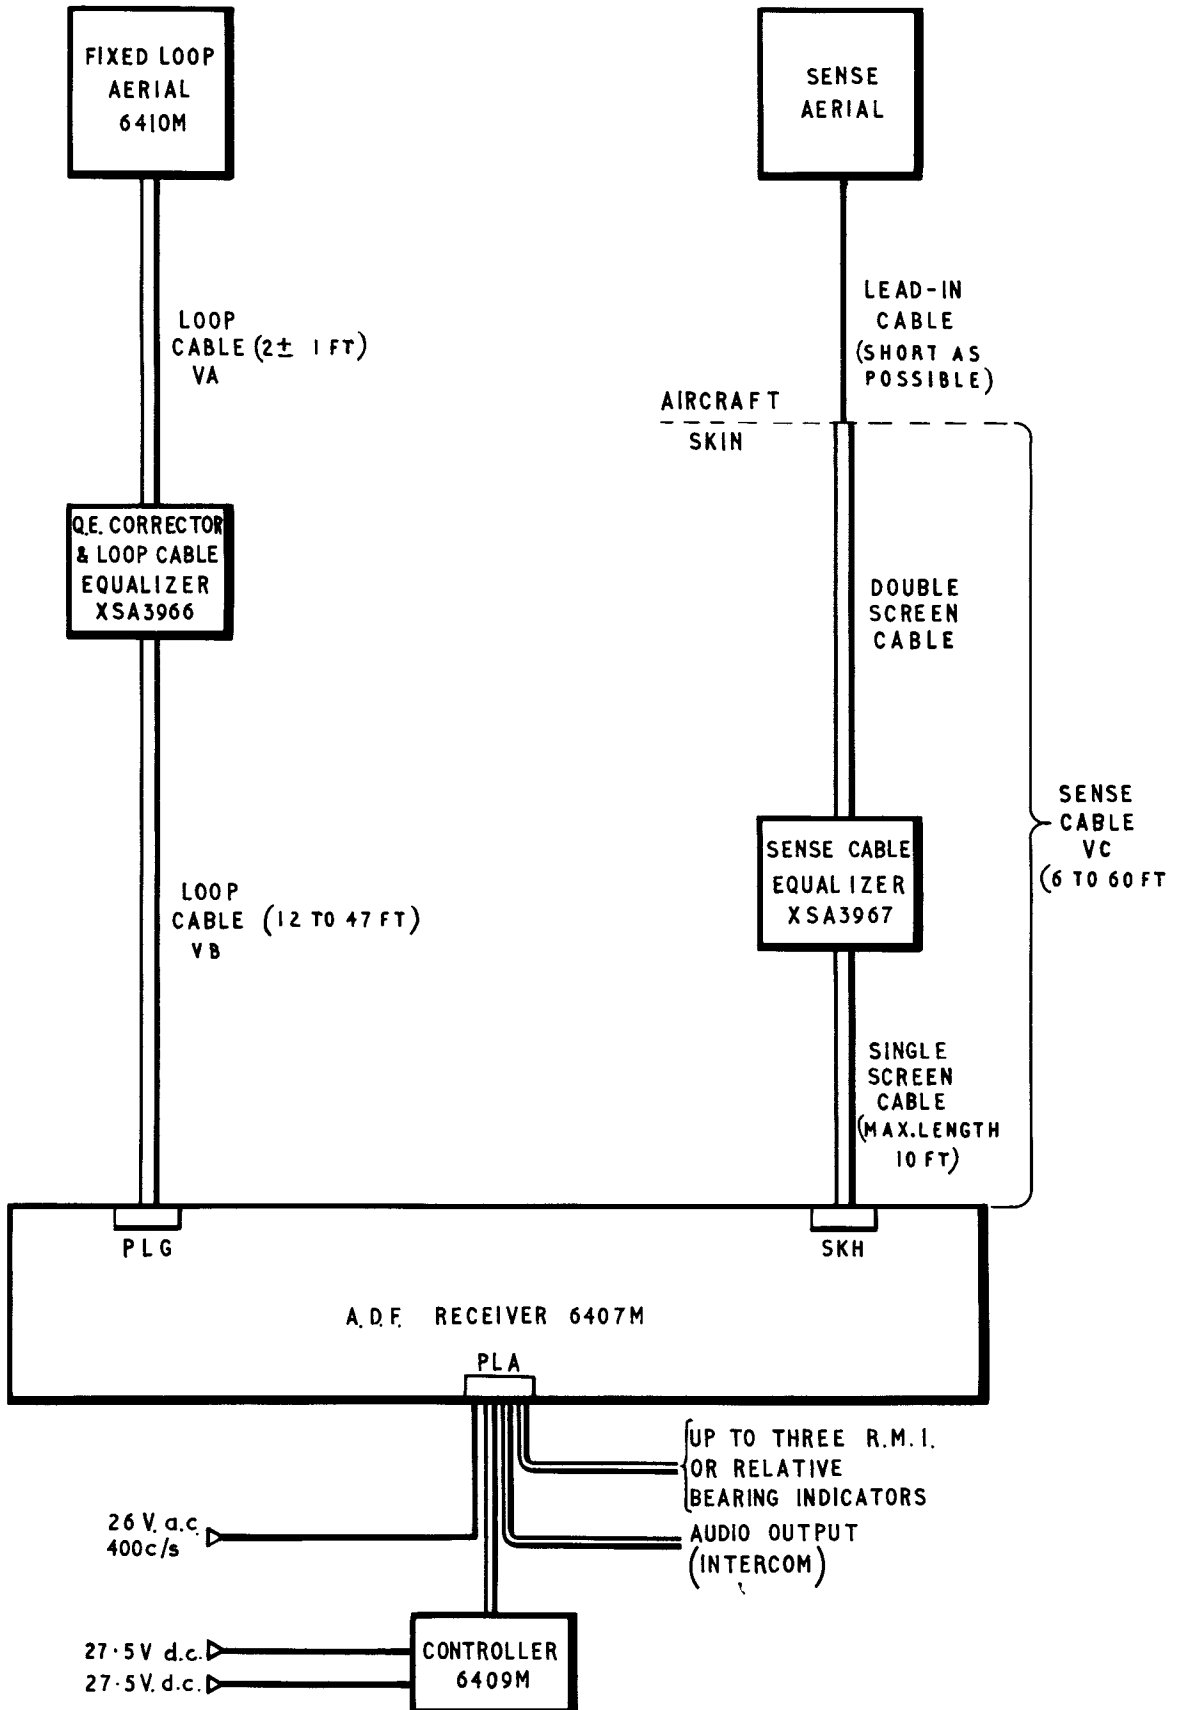 FIXED LOOP
AERIAL
6410M
SENSE
AERIAL
LOOP
CABLE (2± 1 FT)
VA
LEAD-IN
CABLE
(SHORT AS
POSSIBLE)
AIRCRAFT
SKIN
Q.E. CORRECTOR
& LOOP CABLE
EQUALIZER
XSA3966
DOUBLE
SCREEN
CABLE
SENSE
CABLE
VC
(6 TO 60 FT
SENSE CABLE
EQUALIZER
XSA3967
LOOP
CABLE (12 TO 47 FT)
VB
SINGLE
SCREEN
CABLE
(MAX. LENGTH
10 FT)
PLG
SKH
A.D.F. RECEIVER 6407M
PLA
UP TO THREE R.M.I.
OR RELATIVE
BEARING INDICATORS
26 V. a.c.
400c/s
AUDIO OUTPUT
(INTERCOM)
27·5V d.c.
27·5V. d.c.
CONTROLLER
6409M